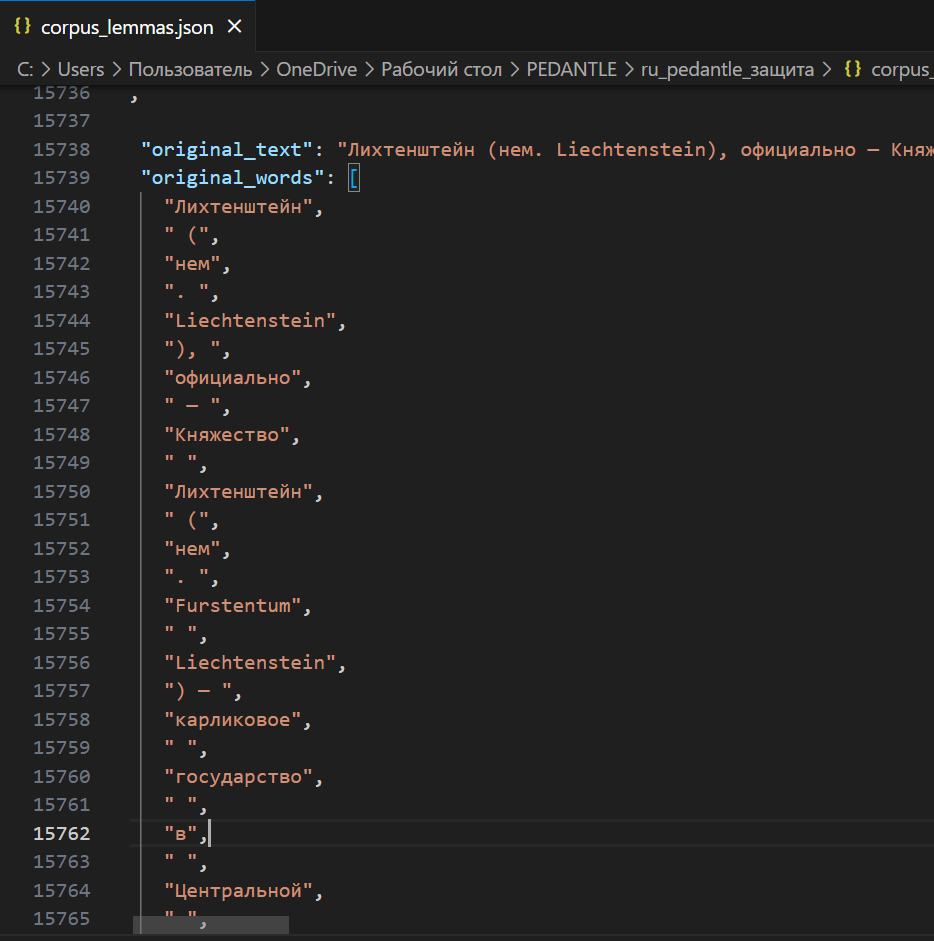 {} corpus_lemmas.json ×
C: > Users > Пользователь > OneDrive > Рабочий стол > PEDANTLE > ru_pedantle_защита > {} corpus_
15736 ,
15737
15738 "original_text": "Лихтенштейн (нем. Liechtenstein), официально — Княж
15739 "original_words": [
15740 "Лихтенштейн",
15741 " (",
15742 "нем",
15743 ". ",
15744 "Liechtenstein",
15745 "), ",
15746 "официально",
15747 " — ",
15748 "Княжество",
15749 " ",
15750 "Лихтенштейн",
15751 " (",
15752 "нем",
15753 ". ",
15754 "Furstentum",
15755 " ",
15756 "Liechtenstein",
15757 ") — ",
15758 "карликовое",
15759 " ",
15760 "государство",
15761 " ",
15762 "в",
15763 " ",
15764 "Центральной",
15765 " ",